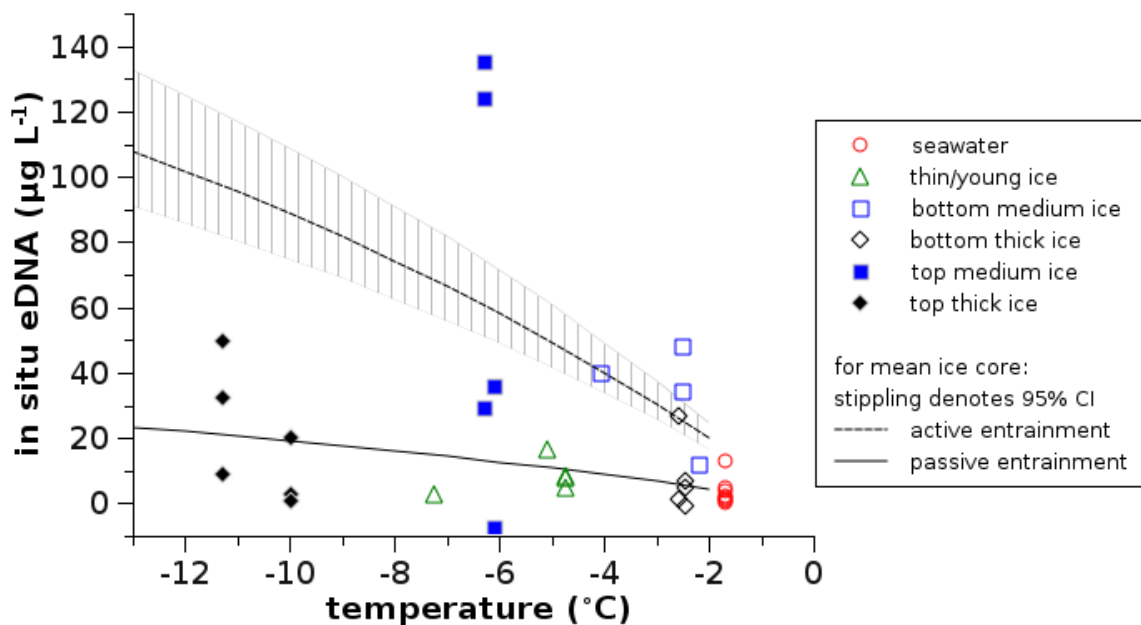 in situ eDNA (µg L-1)
140
120
100
80
60
40
20
0
-12 -10 -8 -6 -4 -2 0
temperature (°C)
seawater
thin/young ice
bottom medium ice
bottom thick ice
top medium ice
top thick ice
for mean ice core:
stippling denotes 95% CI
active entrainment
passive entrainment